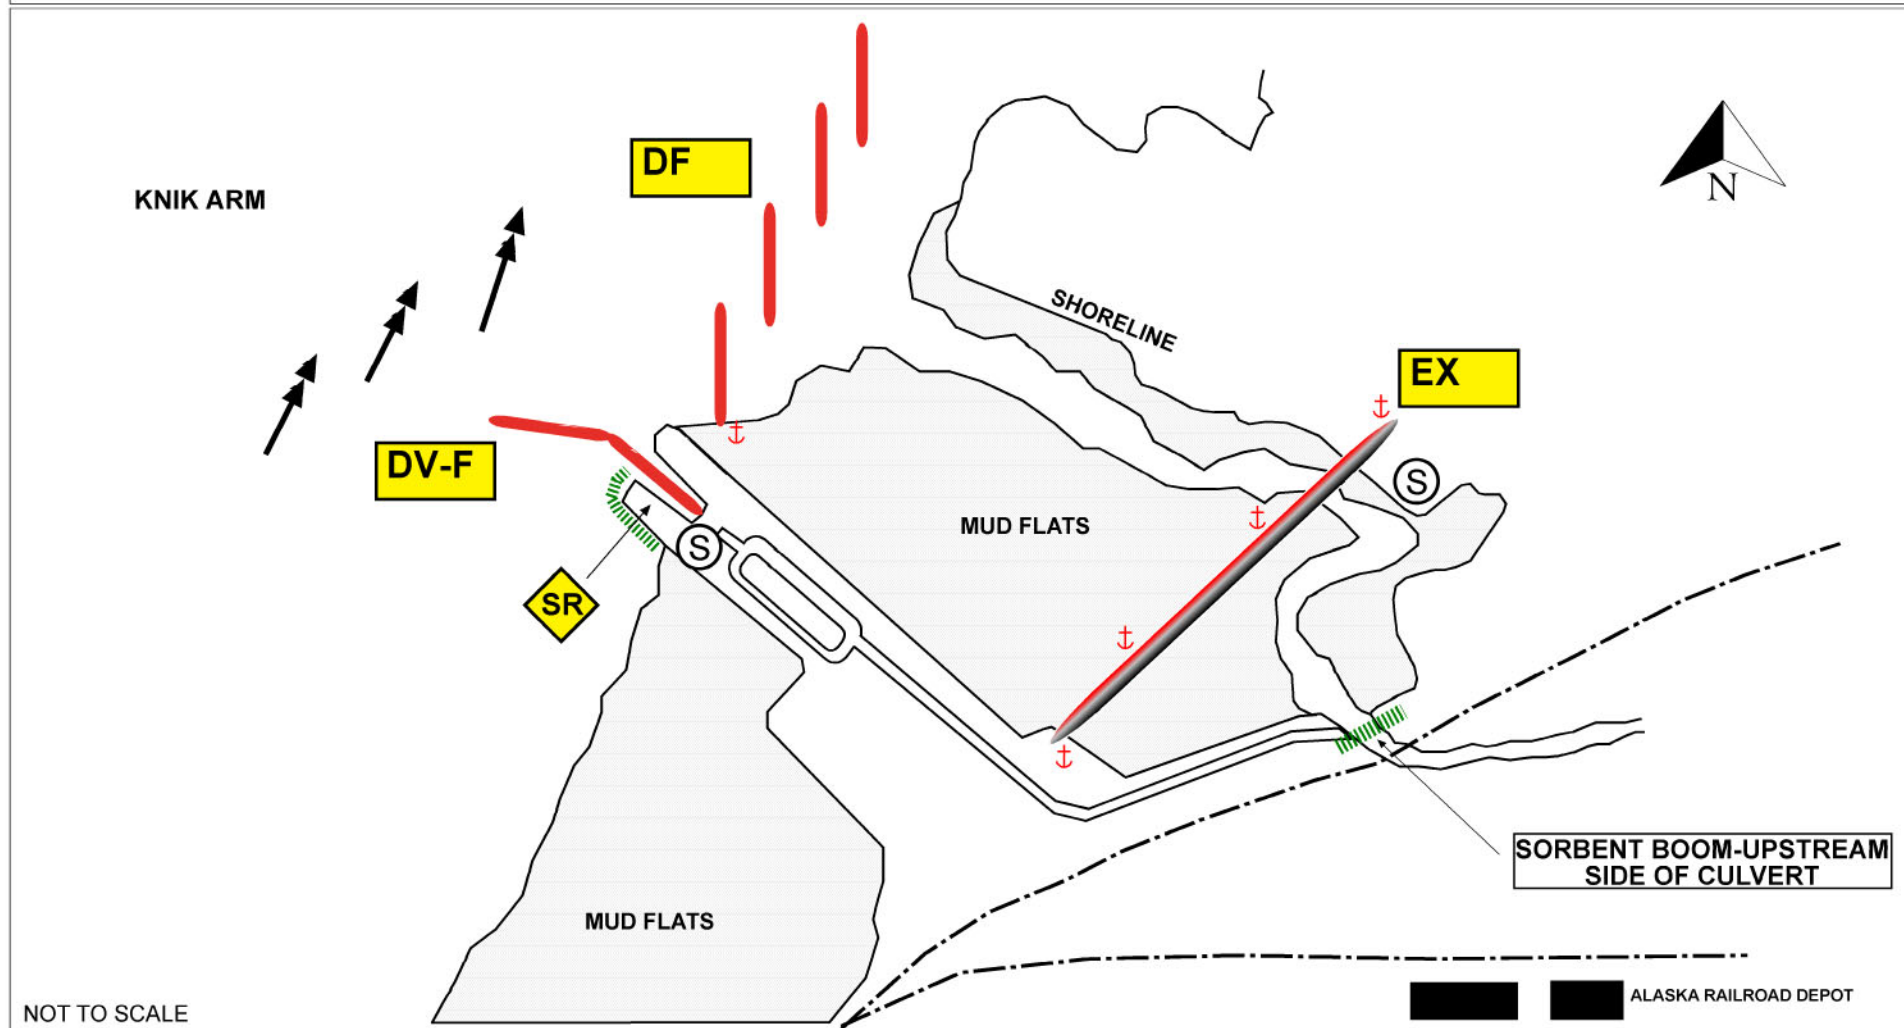 DF
KNIK ARM
N
SHORELINE
EX
DV-F
S
MUD FLATS
S
SR
SORBENT BOOM-UPSTREAM
SIDE OF CULVERT
MUD FLATS
ALASKA RAILROAD DEPOT
NOT TO SCALE